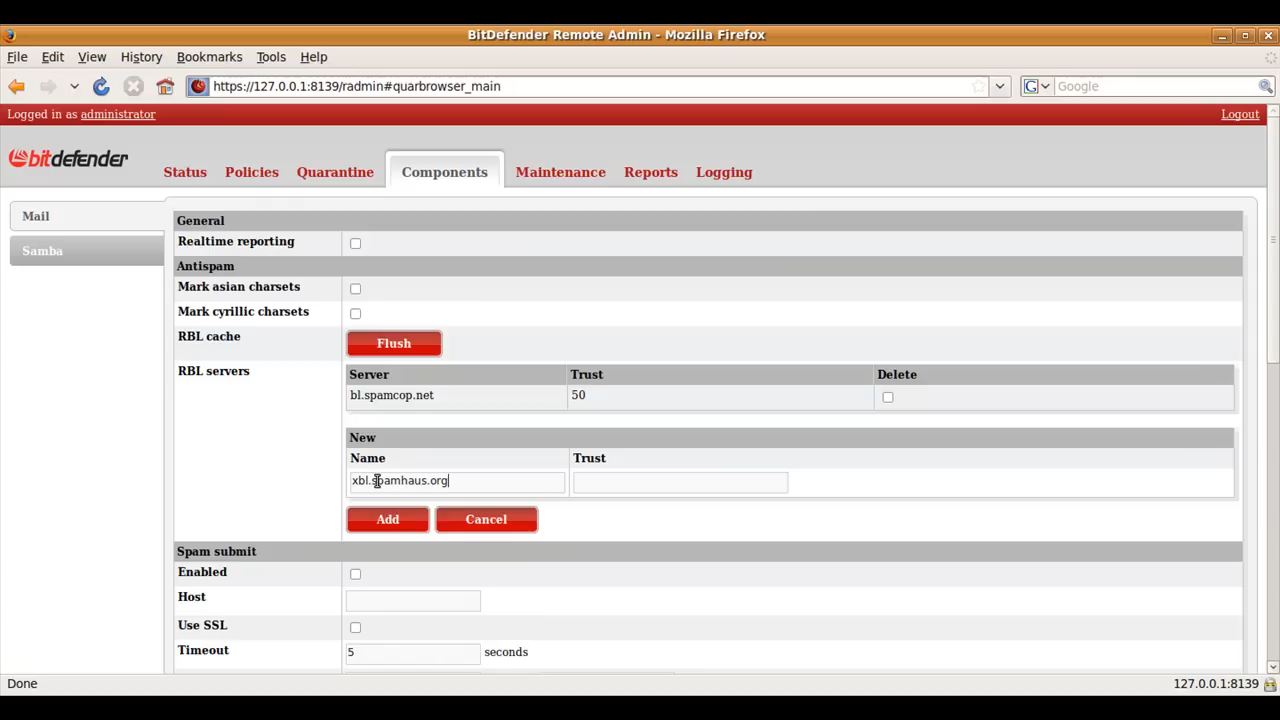 BitDefender Remote Admin - Mozilla Firefox
File Edit View History Bookmarks Tools Help
https://127.0.0.1:8139/radmin#quarbrowser_main
G Google
Logged in as administrator Logout
bitdefender
Status Policies Quarantine Components Maintenance Reports Logging
Mail
Samba
General
Realtime reporting
Antispam
Mark asian charsets
Mark cyrillic charsets
RBL cache Flush
RBL servers
Server Trust Delete
bl.spamcop.net 50
New
Name Trust
xbl.spamhaus.org
Add Cancel
Spam submit
Enabled
Host
Use SSL
Timeout 5 seconds
Done 127.0.0.1:8139